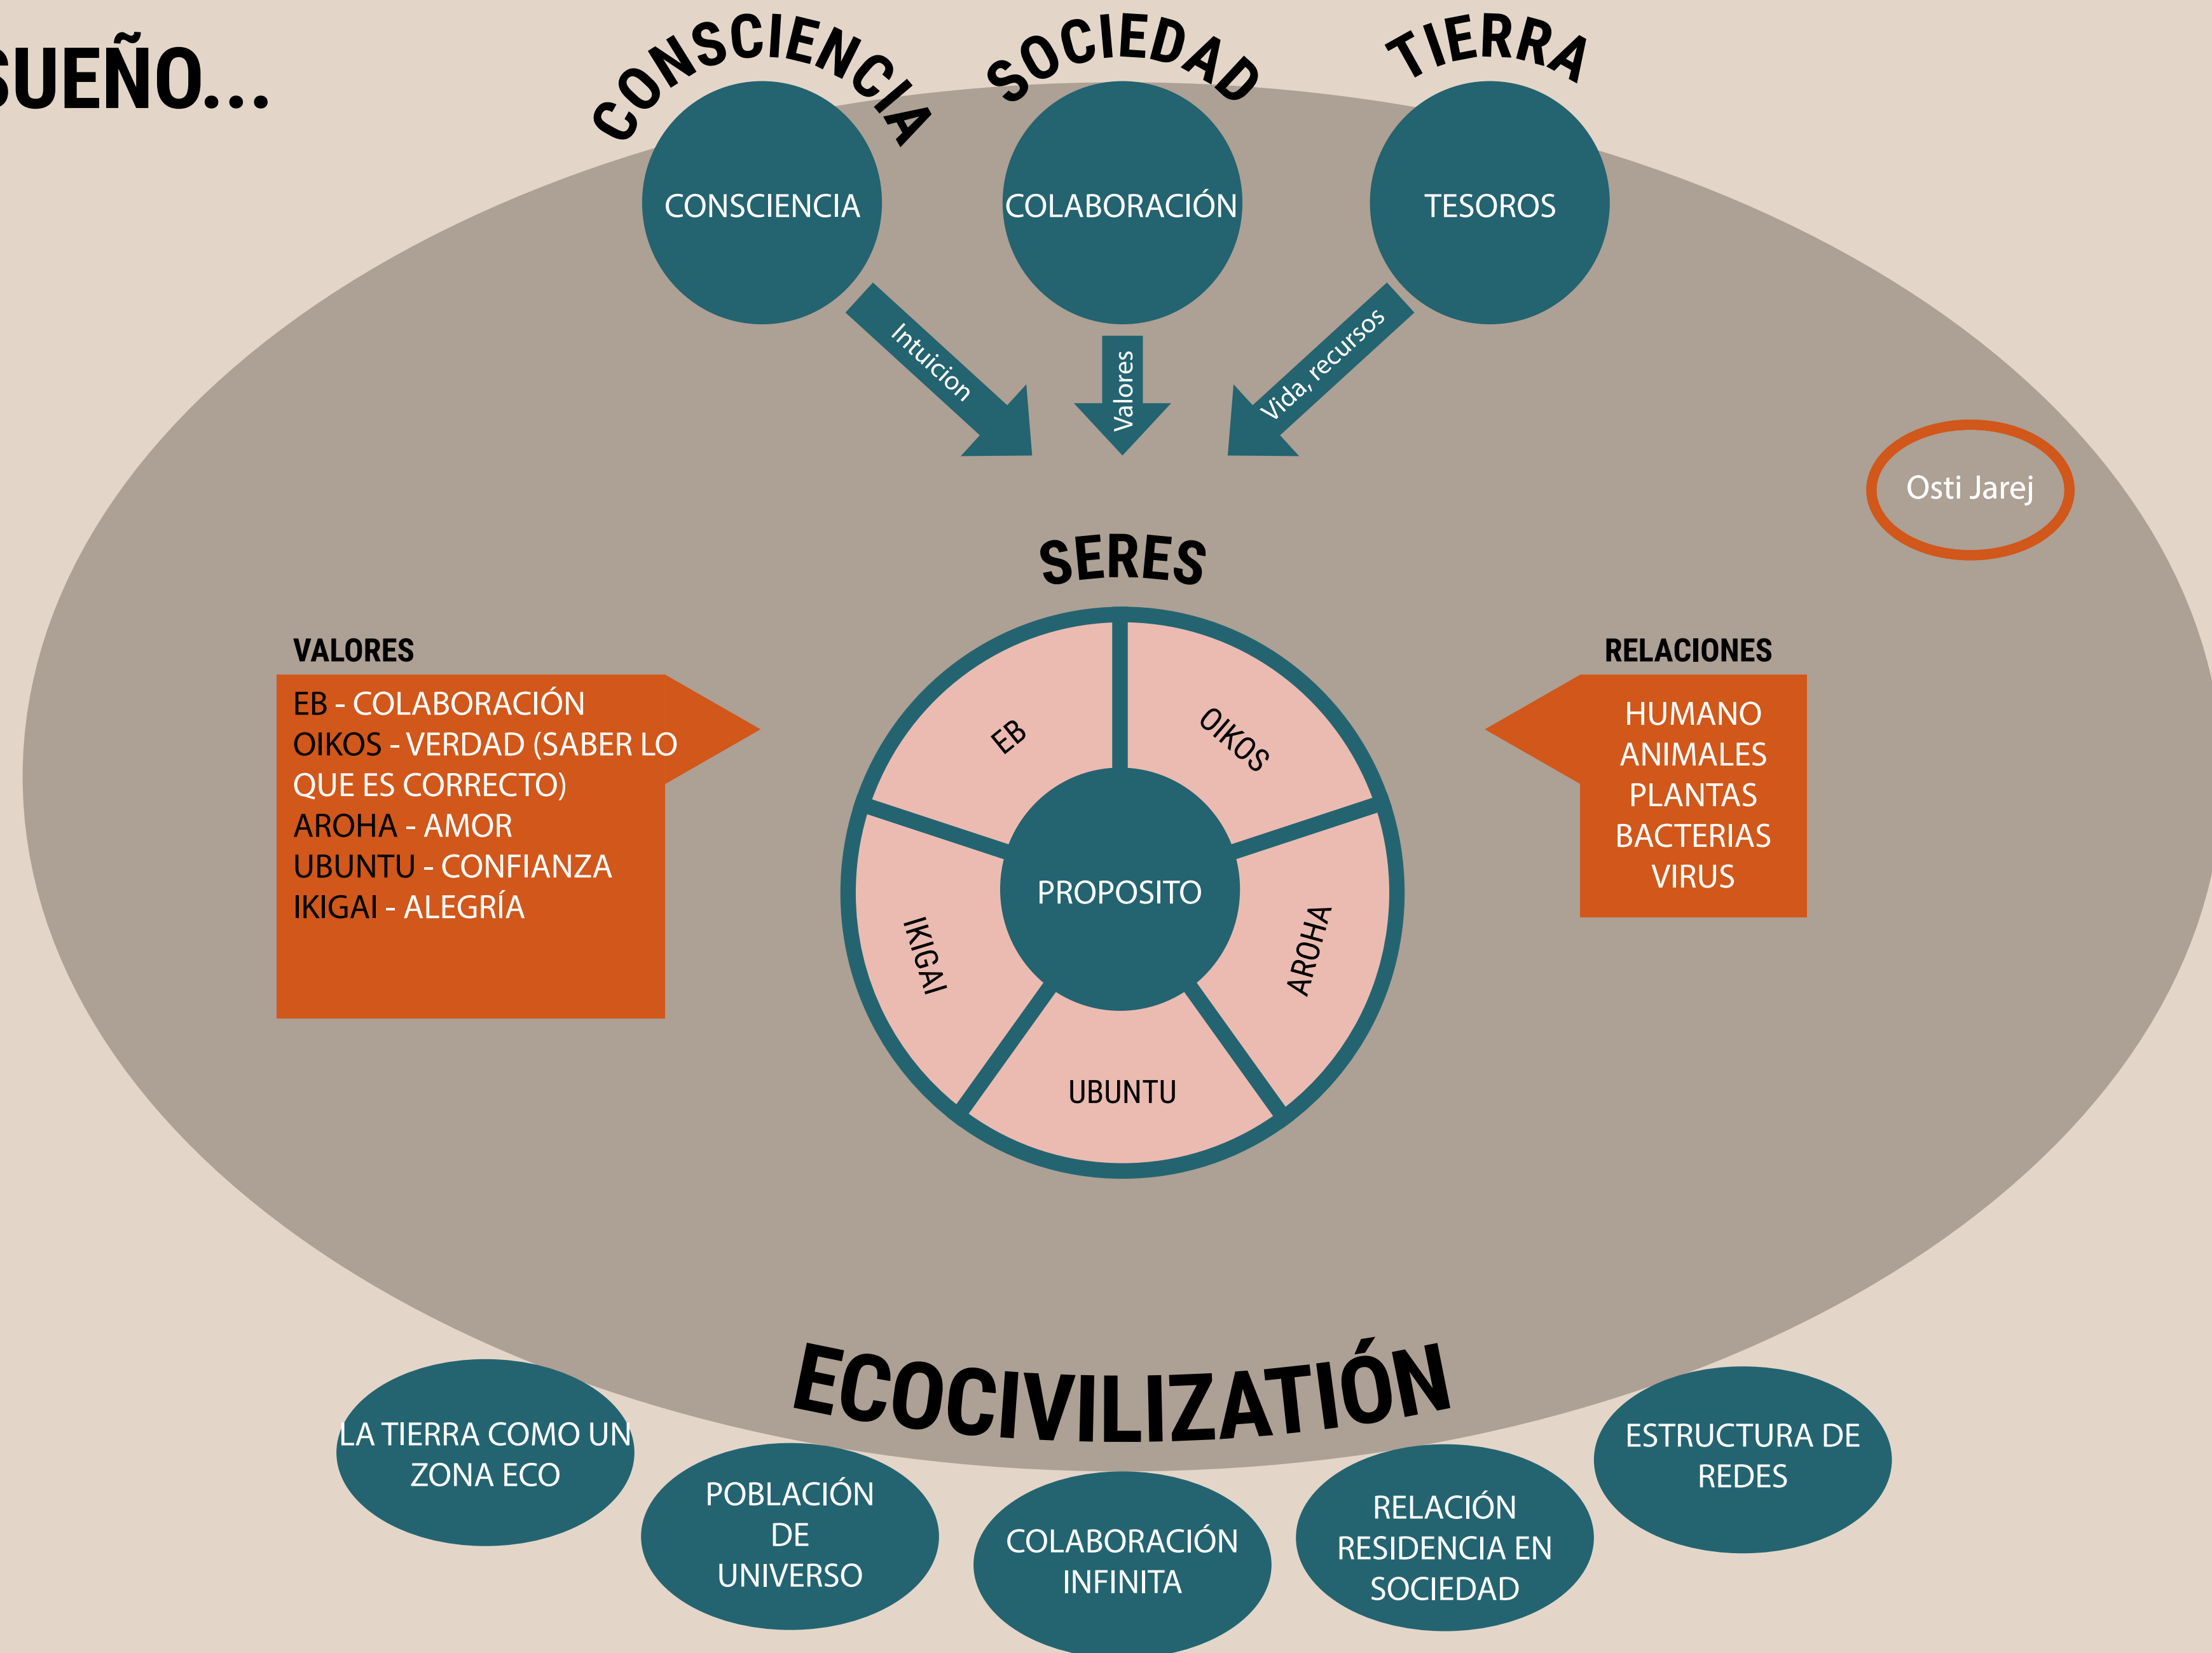 SUEÑO...
CONSCIENCIA
SOCIEDAD
TIERRA
CONSCIENCIA
COLABORACIÓN
TESOROS
Intuicion
Valores
Vida, recursos
Osti Jarej
SERES
VALORES
EB - COLABORACIÓN
OIKOS - VERDAD (SABER LO
QUE ES CORRECTO)
AROHA - AMOR
UBUNTU - CONFIANZA
IKIGAI - ALEGRÍA
EB
OIKOS
PROPOSITO
IKIGAI
AROHA
UBUNTU
RELACIONES
HUMANO
ANIMALES
PLANTAS
BACTERIAS
VIRUS
ECOCIVILIZATIÓN
LA TIERRA COMO UN
ZONA ECO
POBLACIÓN
DE
UNIVERSO
COLABORACIÓN
INFINITA
RELACIÓN
RESIDENCIA EN
SOCIEDAD
ESTRUCTURA DE
REDES